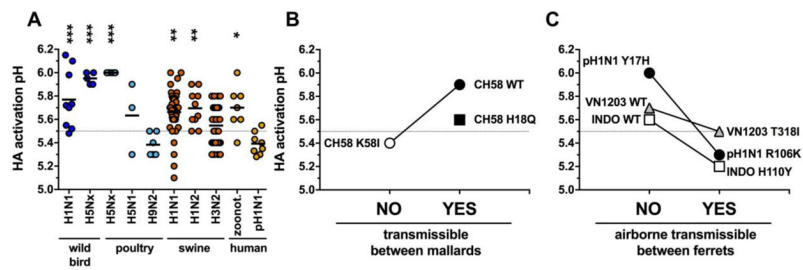 A
***
***
***
**
**
*
HA activation pH
6.2
6.0
5.8
5.6
5.4
5.2
5.0
H1N1
H5Nx
H5Nx
H5N1
H9N2
H1N1
H1N2
H3N2
zoonot.
pH1N1
wild bird
poultry
swine
human
B
HA activation pH
6.2
6.0
5.8
5.6
5.4
5.2
5.0
CH58 WT
CH58 H18Q
CH58 K58I
NO YES
transmissible
between mallards
C
HA activation pH
6.2
6.0
5.8
5.6
5.4
5.2
5.0
pH1N1 Y17H
VN1203 WT
INDO WT
VN1203 T318I
pH1N1 R106K
INDO H110Y
NO YES
airborne transmissible
between ferrets